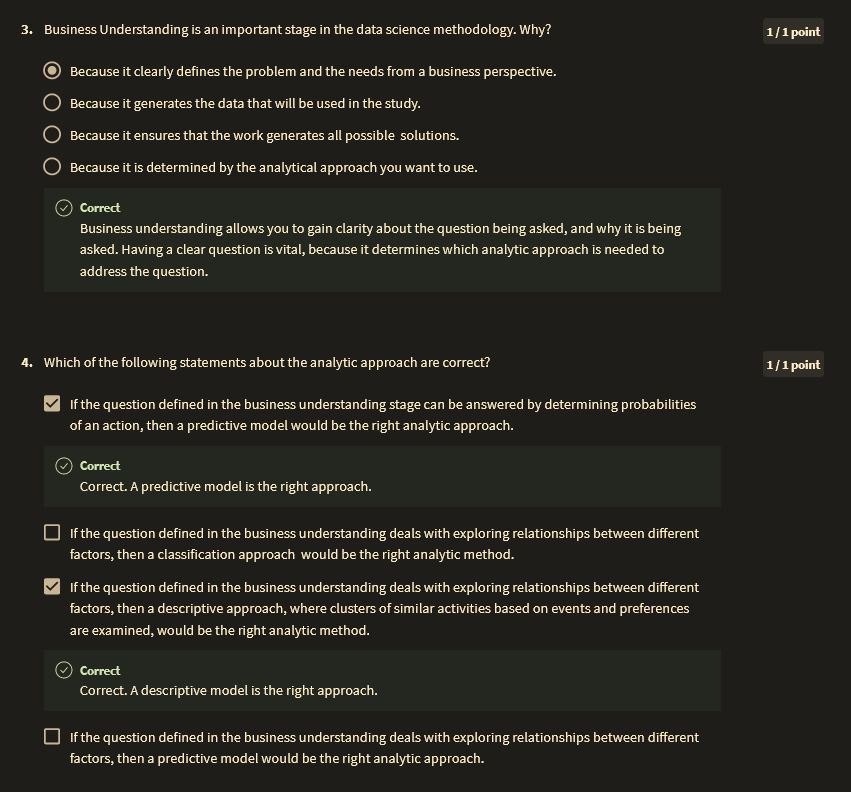 3. Business Understanding is an important stage in the data science methodology. Why?
1 / 1 point
Because it clearly defines the problem and the needs from a business perspective.
Because it generates the data that will be used in the study.
Because it ensures that the work generates all possible solutions.
Because it is determined by the analytical approach you want to use.
Correct
Business understanding allows you to gain clarity about the question being asked, and why it is being
asked. Having a clear question is vital, because it determines which analytic approach is needed to
address the question.
4. Which of the following statements about the analytic approach are correct?
1 / 1 point
If the question defined in the business understanding stage can be answered by determining probabilities
of an action, then a predictive model would be the right analytic approach.
Correct
Correct. A predictive model is the right approach.
If the question defined in the business understanding deals with exploring relationships between different
factors, then a classification approach would be the right analytic method.
If the question defined in the business understanding deals with exploring relationships between different
factors, then a descriptive approach, where clusters of similar activities based on events and preferences
are examined, would be the right analytic method.
Correct
Correct. A descriptive model is the right approach.
If the question defined in the business understanding deals with exploring relationships between different
factors, then a predictive model would be the right analytic approach.